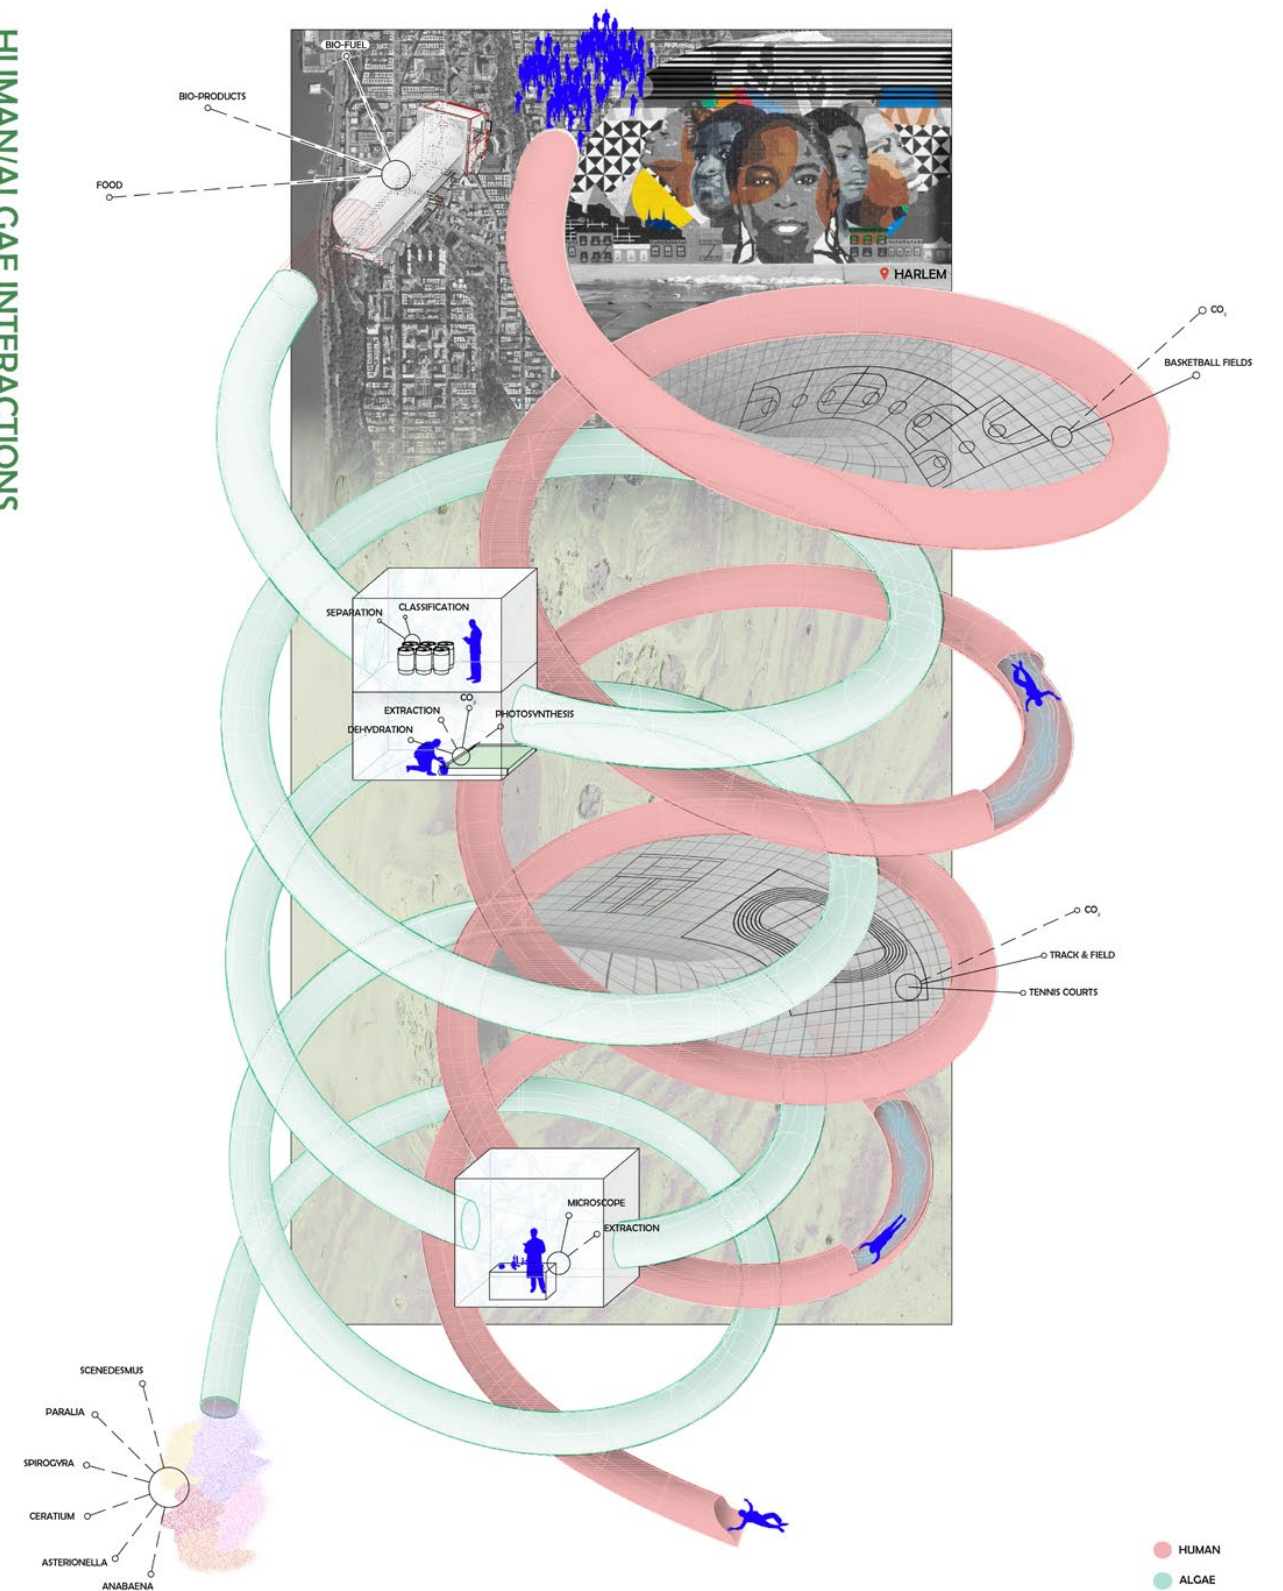 HUMAN/ALGAE INTERACTIONS
BIO-FUEL
BIO-PRODUCTS
FOOD
HARLEM
CO₂
BASKETBALL FIELDS
SEPARATION
CLASSIFICATION
CO₂
EXTRACTION
PHOTOSYNTHESIS
DEHYDRATION
CO₂
TRACK & FIELD
TENNIS COURTS
MICROSCOPE
EXTRACTION
SCENEDESMUS
PARALIA
SPIROGYRA
CERATIUM
ASTERIONELLA
ANABAENA
HUMAN
ALGAE